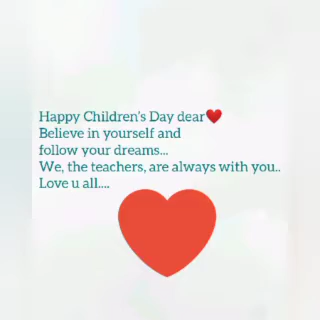 Happy Children's Day dear❤️
Believe in yourself and
follow your dreams...
We, the teachers, are always with you..
Love u all....